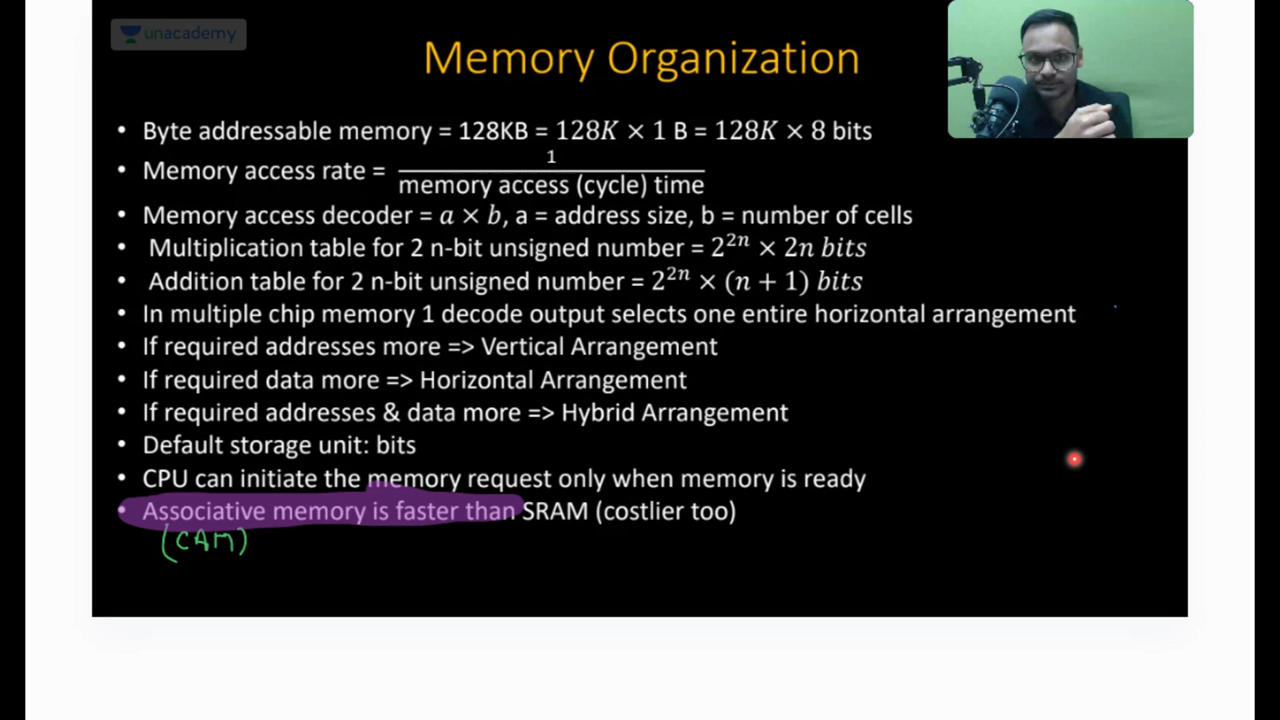 unacademy
Memory Organization
• Byte addressable memory = 128KB = 128K × 1 B = 128K × 8 bits
• Memory access rate = 1 / memory access (cycle) time
• Memory access decoder = a × b, a = address size, b = number of cells
• Multiplication table for 2 n-bit unsigned number = 2²ⁿ × 2n bits
• Addition table for 2 n-bit unsigned number = 2²ⁿ × (n + 1) bits
• In multiple chip memory 1 decode output selects one entire horizontal arrangement
• If required addresses more => Vertical Arrangement
• If required data more => Horizontal Arrangement
• If required addresses & data more => Hybrid Arrangement
• Default storage unit: bits
• CPU can initiate the memory request only when memory is ready
• Associative memory is faster than SRAM (costlier too)
(CAM)